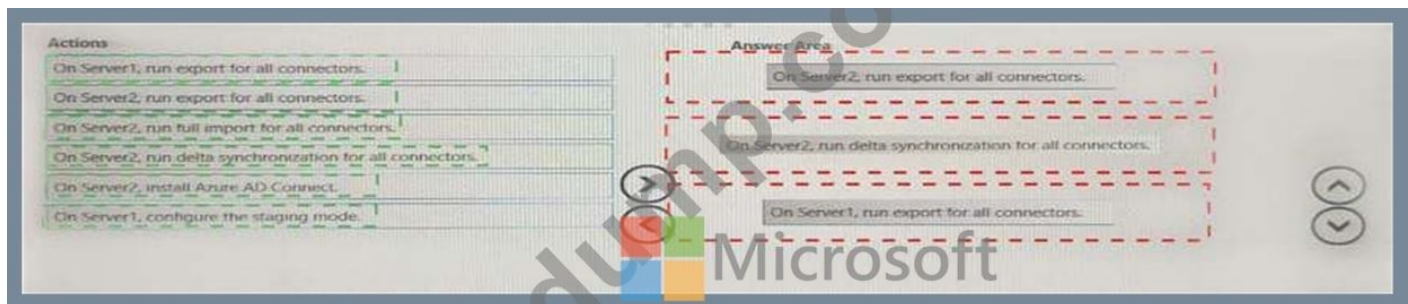 Actions
On Server1, run export for all connectors.
On Server2, run export for all connectors.
On Server2, run full import for all connectors.
On Server2, run delta synchronization for all connectors.
On Server2, install Azure AD Connect.
On Server1, configure the staging mode.
Answer Area
On Server2, run export for all connectors.
On Server2, run delta synchronization for all connectors.
On Server1, run export for all connectors.
dump.co
Microsoft